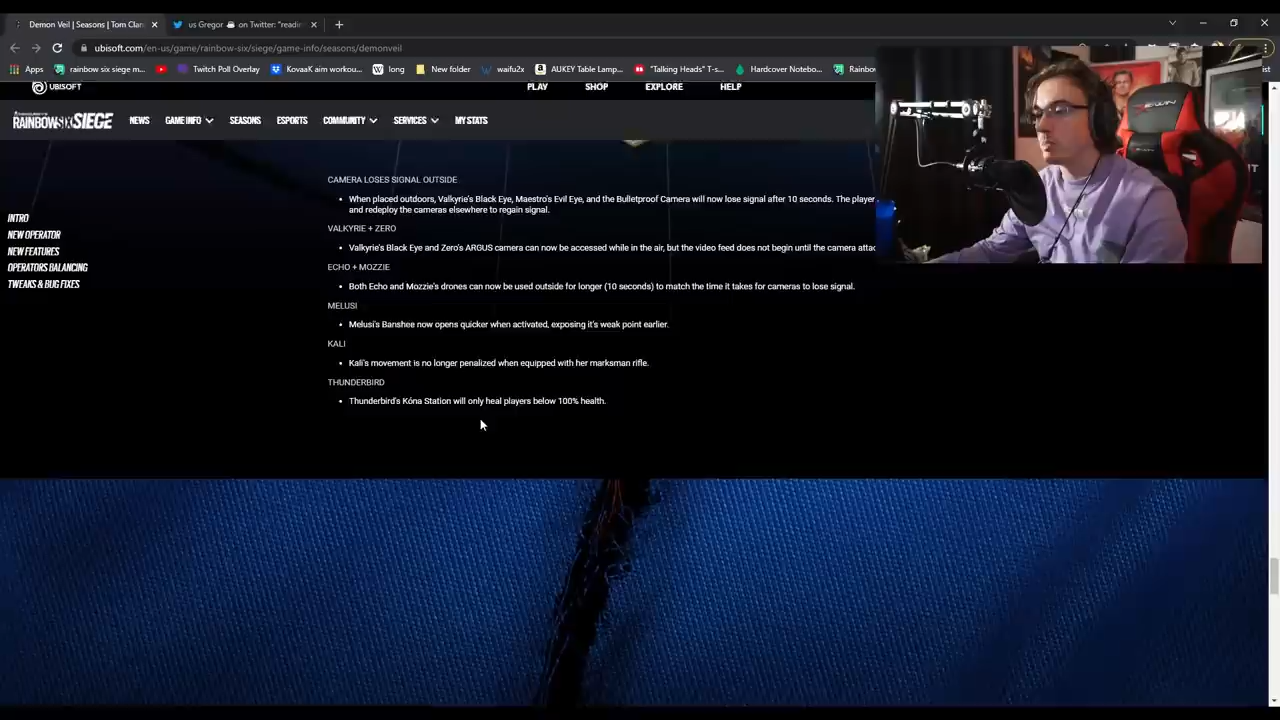 Demon Veil | Seasons | Tom Clan
us Gregor on Twitter: "readi
ubisoft.com/en-us/game/rainbow-six/siege/game-info/seasons/demonveil
Apps rainbow six siege m... Twitch Poll Overlay KovaaK aim workou... long New folder waifu2x AUKEY Table Lamp... "Talking Heads" T-s... Hardcover Notebo... Rainbow
UBISOFT PLAY SHOP EXPLORE HELP
RAINBOWSIX SIEGE NEWS GAME INFO SEASONS ESPORTS COMMUNITY SERVICES MY STATS
INTRO
NEW OPERATOR
NEW FEATURES
OPERATORS BALANCING
TWEAKS & BUG FIXES
CAMERA LOSES SIGNAL OUTSIDE
• When placed outdoors, Valkyrie's Black Eye, Maestro's Evil Eye, and the Bulletproof Camera will now lose signal after 10 seconds. The player
and redeploy the cameras elsewhere to regain signal.
VALKYRIE + ZERO
• Valkyrie's Black Eye and Zero's ARGUS camera can now be accessed while in the air, but the video feed does not begin until the camera attac
ECHO + MOZZIE
• Both Echo and Mozzie's drones can now be used outside for longer (10 seconds) to match the time it takes for cameras to lose signal.
MELUSI
• Melusi's Banshee now opens quicker when activated, exposing it's weak point earlier.
KALI
• Kali's movement is no longer penalized when equipped with her marksman rifle.
THUNDERBIRD
• Thunderbird's Kóna Station will only heal players below 100% health.